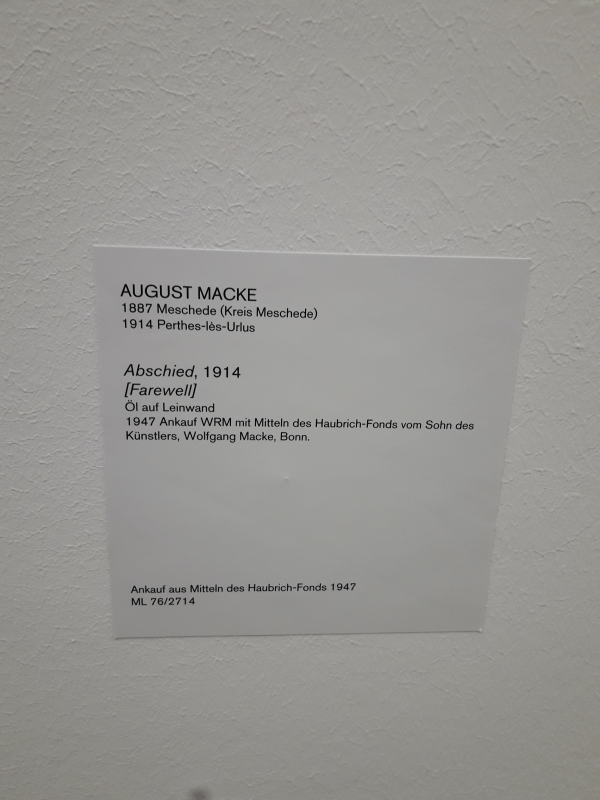 AUGUST MACKE
1887 Meschede (Kreis Meschede)
1914 Perthes-lès-Urlus
Abschied, 1914
[Farewell]
Öl auf Leinwand
1947 Ankauf WRM mit Mitteln des Haubrich-Fonds vom Sohn des
Künstlers, Wolfgang Macke, Bonn.
Ankauf aus Mitteln des Haubrich-Fonds 1947
ML 76/2714